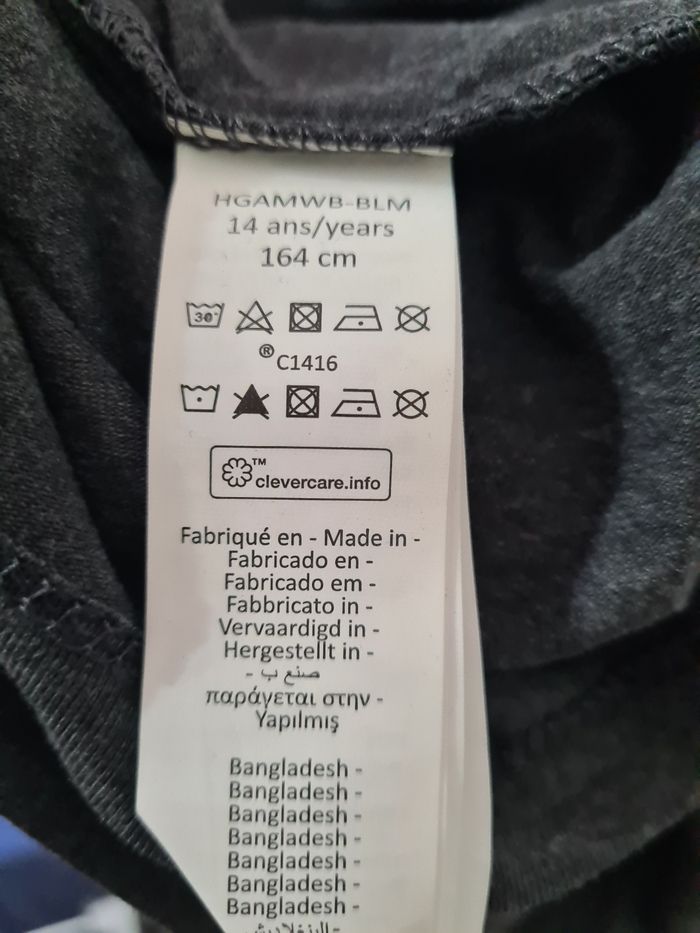 HGAMWB-BLM
14 ans/years
164 cm
30°
® C1416
™ clevercare.info
Fabriqué en - Made in -
Fabricado en -
Fabricado em -
Fabbricato in -
Vervaardigd in -
Hergestellt in -
صنع ب -
παράγεται στην -
Yapılmış
Bangladesh -
Bangladesh -
Bangladesh -
Bangladesh -
Bangladesh -
Bangladesh -
Bangladesh -